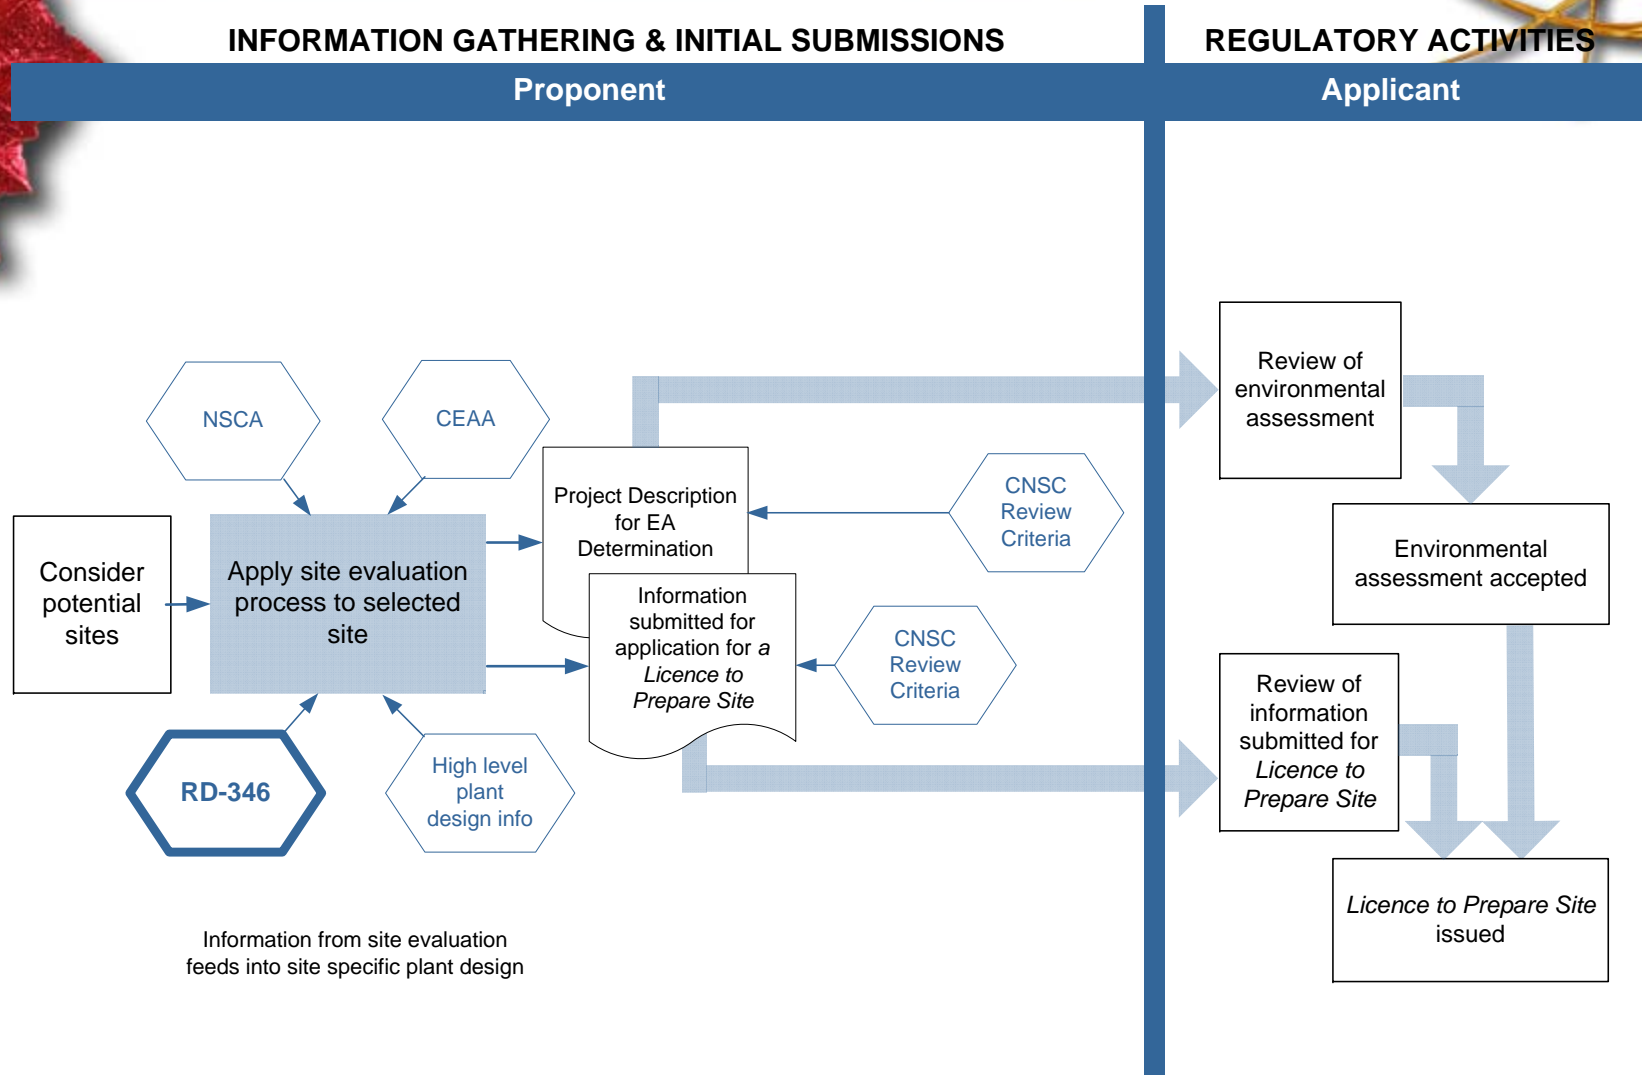 INFORMATION GATHERING & INITIAL SUBMISSIONS
REGULATORY ACTIVITIES
Proponent
Applicant
NSCA
CEAA
Consider
potential
sites
Apply site evaluation
process to selected
site
RD-346
High level
plant
design info
Project Description
for EA
Determination
Information
submitted for
application for a
Licence to
Prepare Site
CNSC
Review
Criteria
CNSC
Review
Criteria
Information from site evaluation
feeds into site specific plant design
Review of
environmental
assessment
Environmental
assessment accepted
Review of
information
submitted for
Licence to
Prepare Site
Licence to Prepare Site
issued